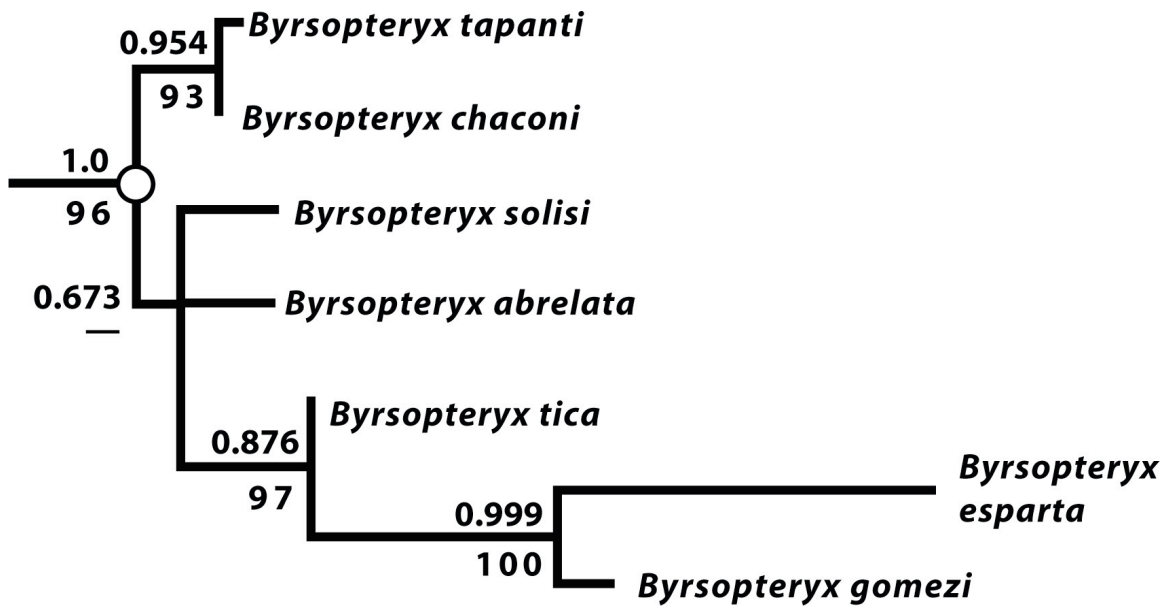 Byrsopteryx tapanti
0.954
93
Byrsopteryx chaconi
1.0
96
Byrsopteryx solisi
0.673
—
Byrsopteryx abrelata
Byrsopteryx tica
0.876
97
Byrsopteryx
esparta
0.999
100
Byrsopteryx gomezi